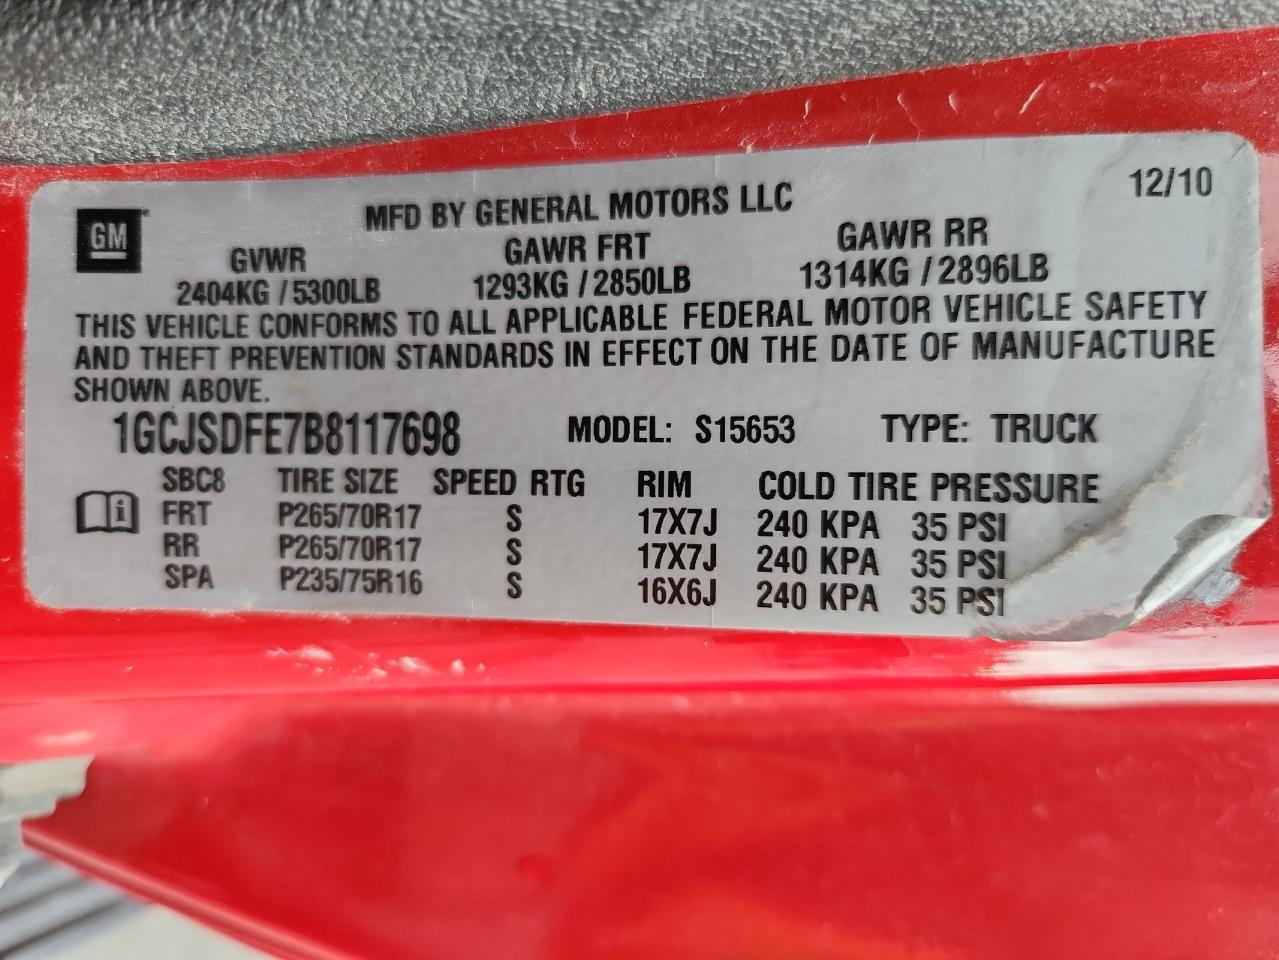 MFD BY GENERAL MOTORS LLC 12/10
GM
GVWR GAWR FRT GAWR RR
2404KG / 5300LB 1293KG / 2850LB 1314KG / 2896LB
THIS VEHICLE CONFORMS TO ALL APPLICABLE FEDERAL MOTOR VEHICLE SAFETY
AND THEFT PREVENTION STANDARDS IN EFFECT ON THE DATE OF MANUFACTURE
SHOWN ABOVE.
1GCJSDFE7B8117698 MODEL: S15653 TYPE: TRUCK
SBC8 TIRE SIZE SPEED RTG RIM COLD TIRE PRESSURE
FRT P265/70R17 S 17X7J 240 KPA 35 PSI
RR P265/70R17 S 17X7J 240 KPA 35 PSI
SPA P235/75R16 S 16X6J 240 KPA 35 PSI